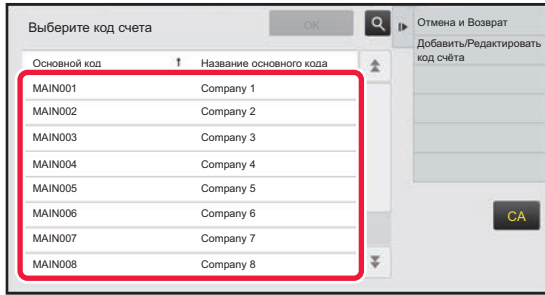 Выберите код счета
OK
Отмена и Возврат
Добавить/Редактировать
код счёта
Основной код ↑ Название основного кода
MAIN001 Company 1
MAIN002 Company 2
MAIN003 Company 3
MAIN004 Company 4
MAIN005 Company 5
MAIN006 Company 6
MAIN007 Company 7
MAIN008 Company 8
CA